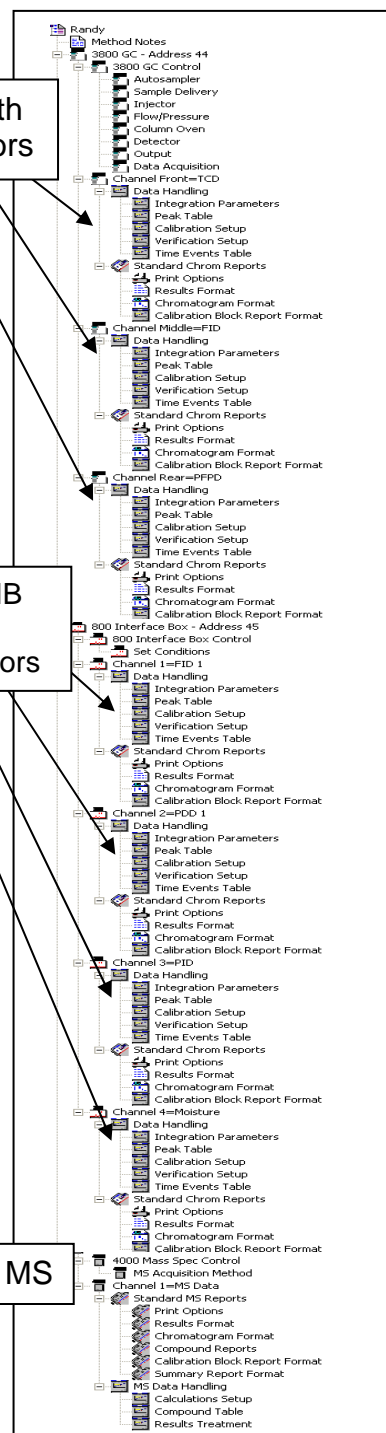 Randy
Method Notes
3800 GC - Address 44
3800 GC Control
Autosampler
Sample Delivery
Injector
Flow/Pressure
Column Oven
Detector
Output
Data Acquisition
th
ors
Channel Front=TCD
Data Handling
Integration Parameters
Peak Table
Calibration Setup
Verification Setup
Time Events Table
Standard Chrom Reports
Print Options
Results Format
Chromatogram Format
Calibration Block Report Format
Channel Middle=FID
Data Handling
Integration Parameters
Peak Table
Calibration Setup
Verification Setup
Time Events Table
Standard Chrom Reports
Print Options
Results Format
Chromatogram Format
Calibration Block Report Format
Channel Rear=PFPD
Data Handling
Integration Parameters
Peak Table
Calibration Setup
Verification Setup
Time Events Table
Standard Chrom Reports
Print Options
Results Format
Chromatogram Format
Calibration Block Report Format
IB
ors
800 Interface Box - Address 45
800 Interface Box Control
Set Conditions
Channel 1=FID 1
Data Handling
Integration Parameters
Peak Table
Calibration Setup
Verification Setup
Time Events Table
Standard Chrom Reports
Print Options
Results Format
Chromatogram Format
Calibration Block Report Format
Channel 2=PDD 1
Data Handling
Integration Parameters
Peak Table
Calibration Setup
Verification Setup
Time Events Table
Standard Chrom Reports
Print Options
Results Format
Chromatogram Format
Calibration Block Report Format
Channel 3=PID
Data Handling
Integration Parameters
Peak Table
Calibration Setup
Verification Setup
Time Events Table
Standard Chrom Reports
Print Options
Results Format
Chromatogram Format
Calibration Block Report Format
Channel 4=Moisture
Data Handling
Integration Parameters
Peak Table
Calibration Setup
Verification Setup
Time Events Table
Standard Chrom Reports
Print Options
Results Format
Chromatogram Format
Calibration Block Report Format
MS
4000 Mass Spec Control
MS Acquisition Method
Channel 1=MS Data
Standard MS Reports
Print Options
Results Format
Chromatogram Format
Compound Reports
Calibration Block Report Format
Summary Report Format
MS Data Handling
Calculations Setup
Compound Table
Results Treatment